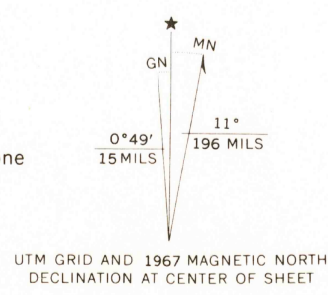 ★
MN
GN
0°49'
15 MILS
11°
196 MILS
ne
UTM GRID AND 1967 MAGNETIC NORTH
DECLINATION AT CENTER OF SHEET